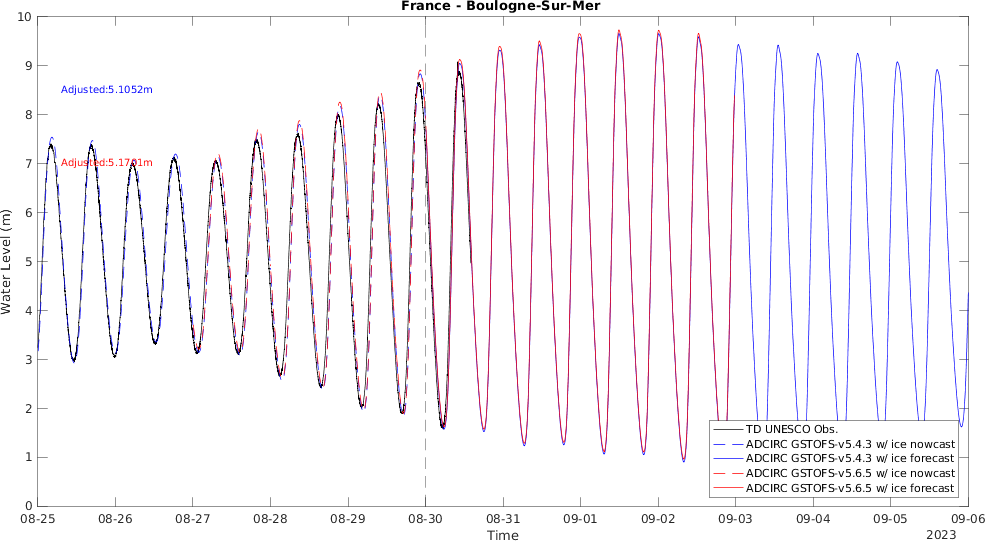 France - Boulogne-Sur-Mer
10
9
8
7
6
5
4
3
2
1
0
Water Level (m)
Adjusted:5.1052m
Adjusted:5.1701m
TD UNESCO Obs.
ADCIRC GSTOFS-v5.4.3 w/ ice nowcast
ADCIRC GSTOFS-v5.4.3 w/ ice forecast
ADCIRC GSTOFS-v5.6.5 w/ ice nowcast
ADCIRC GSTOFS-v5.6.5 w/ ice forecast
08-25 08-26 08-27 08-28 08-29 08-30 08-31 09-01 09-02 09-03 09-04 09-05 09-06
Time
2023